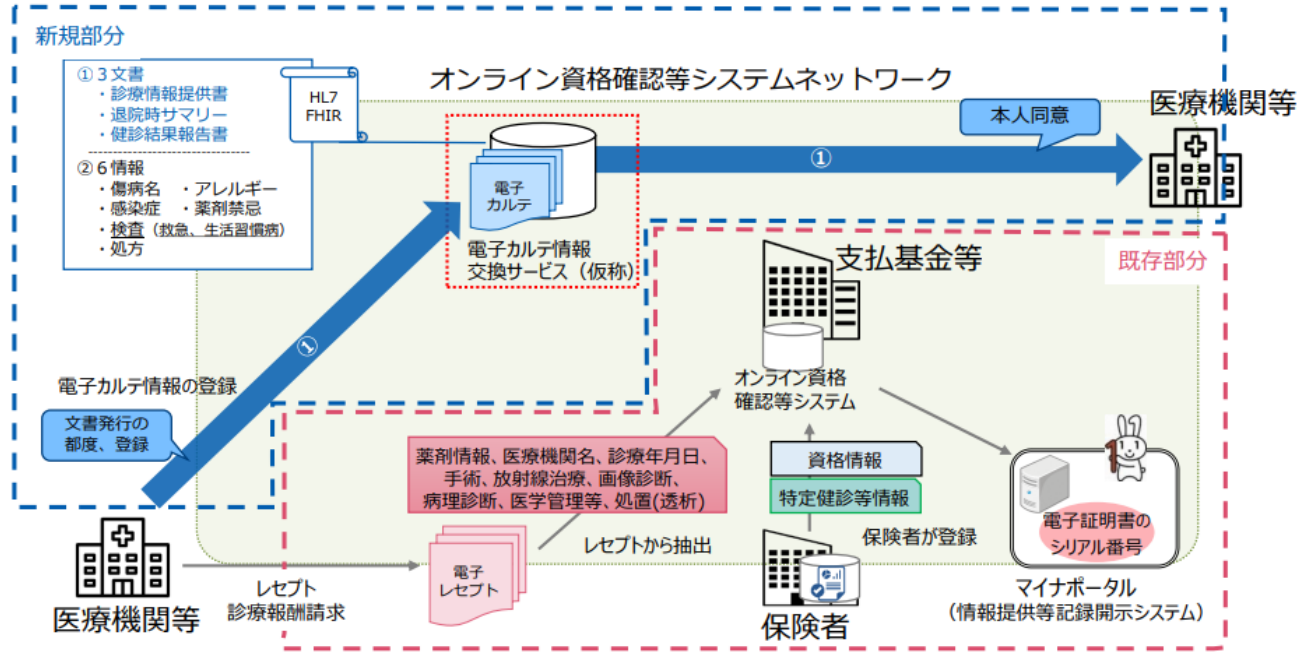 新規部分
①３文書
・診療情報提供書
・退院時サマリー
・健診結果報告書
②６情報
・傷病名 ・アレルギー
・感染症 ・薬剤禁忌
・検査（救急、生活習慣病）
・処方
HL7
FHIR
オンライン資格確認等システムネットワーク
本人同意
医療機関等
①
電子
カルテ
電子カルテ情報
交換サービス（仮称）
①
電子カルテ情報の登録
文書発行の
都度、登録
既存部分
支払基金等
オンライン資格
確認等システム
薬剤情報、医療機関名、診療年月日、
手術、放射線治療、画像診断、
病理診断、医学管理等、処置(透析)
資格情報
特定健診等情報
電子証明書の
シリアル番号
レセプトから抽出
保険者が登録
電子
レセプト
医療機関等
レセプト
診療報酬請求
保険者
マイナポータル
（情報提供等記録開示システム）